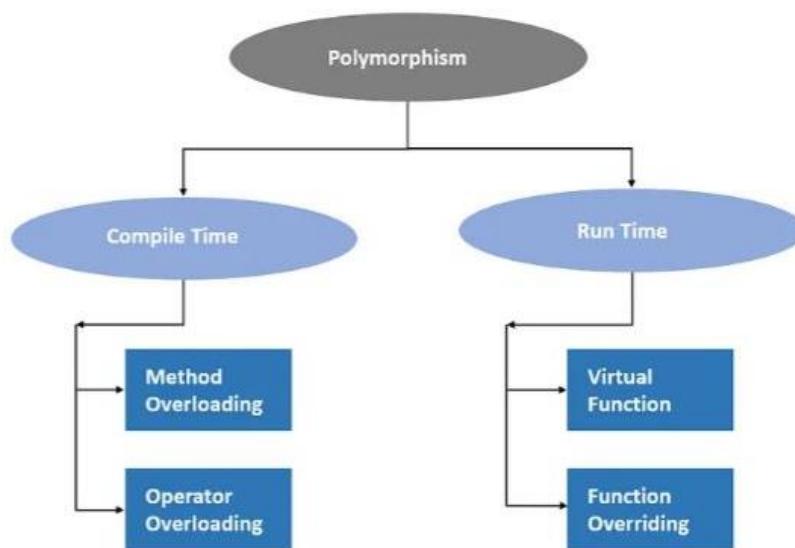 Polymorphism
Compile Time
Run Time
Method
Overloading
Virtual
Function
Operator
Overloading
Function
Overriding